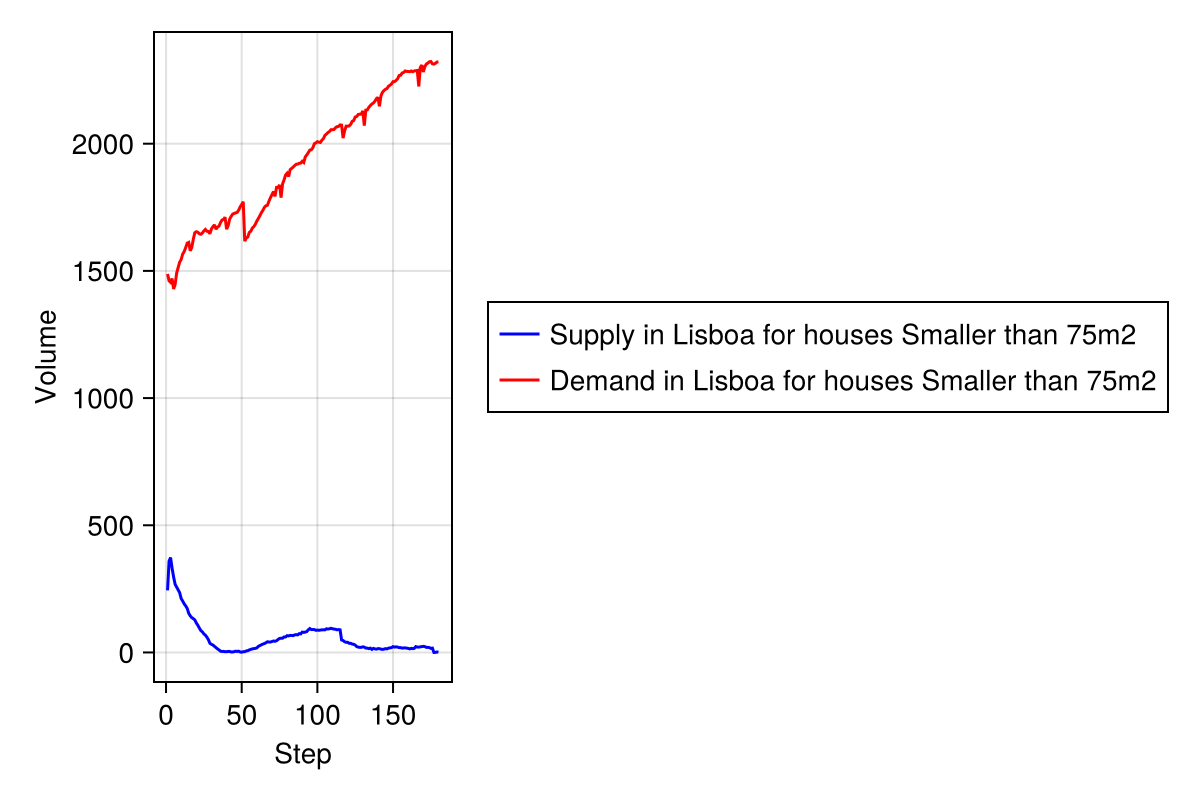 2000
1500
1000
500
0
Volume
0 50 100 150
Step
Supply in Lisboa for houses Smaller than 75m2
Demand in Lisboa for houses Smaller than 75m2